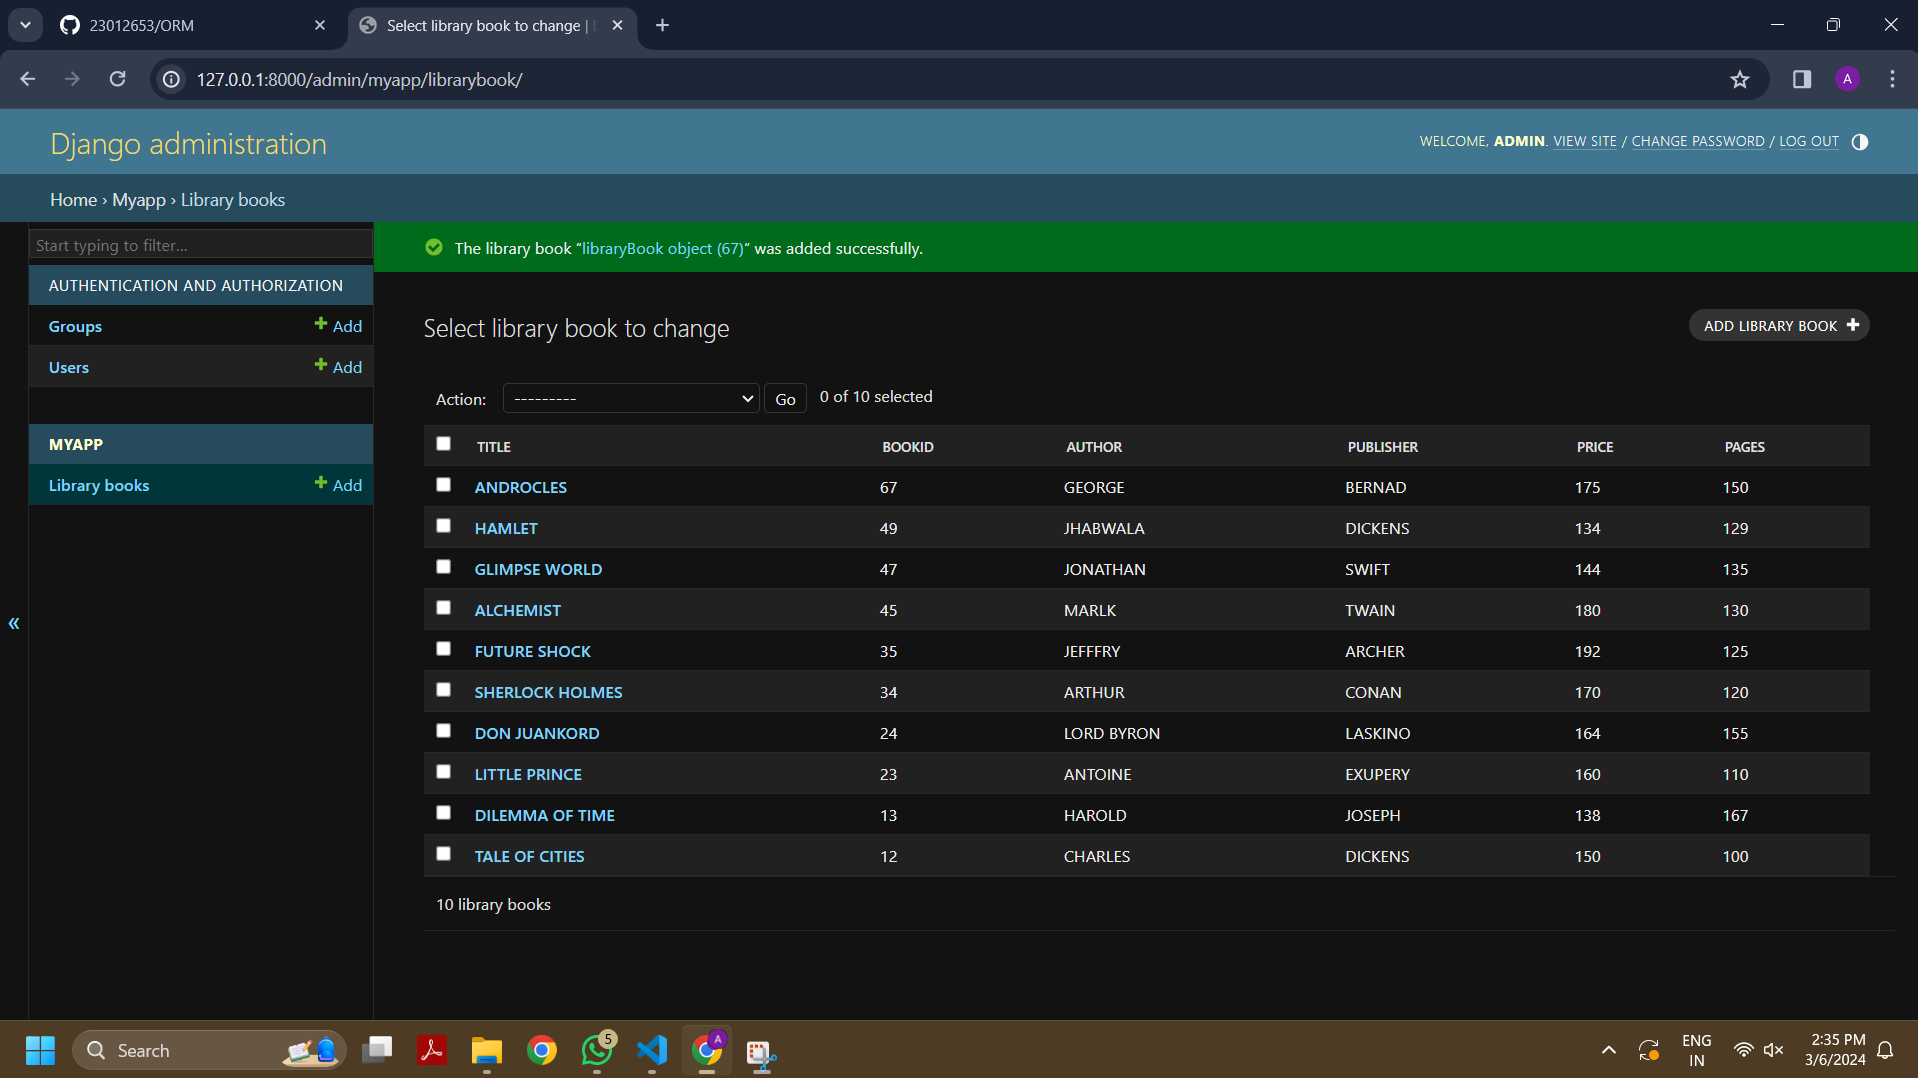 23012653/ORM
Select library book to change |
127.0.0.1:8000/admin/myapp/librarybook/
A
Django administration
WELCOME, ADMIN. VIEW SITE / CHANGE PASSWORD / LOG OUT
Home › Myapp › Library books
Start typing to filter...
AUTHENTICATION AND AUTHORIZATION
Groups + Add
Users + Add
MYAPP
Library books + Add
«
The library book “libraryBook object (67)” was added successfully.
Select library book to change
ADD LIBRARY BOOK +
Action: --------- Go 0 of 10 selected
TITLE BOOKID AUTHOR PUBLISHER PRICE PAGES
ANDROCLES 67 GEORGE BERNAD 175 150
HAMLET 49 JHABWALA DICKENS 134 129
GLIMPSE WORLD 47 JONATHAN SWIFT 144 135
ALCHEMIST 45 MARLK TWAIN 180 130
FUTURE SHOCK 35 JEFFFRY ARCHER 192 125
SHERLOCK HOLMES 34 ARTHUR CONAN 170 120
DON JUANKORD 24 LORD BYRON LASKINO 164 155
LITTLE PRINCE 23 ANTOINE EXUPERY 160 110
DILEMMA OF TIME 13 HAROLD JOSEPH 138 167
TALE OF CITIES 12 CHARLES DICKENS 150 100
10 library books
Search
5
A
ENG
IN
2:35 PM
3/6/2024